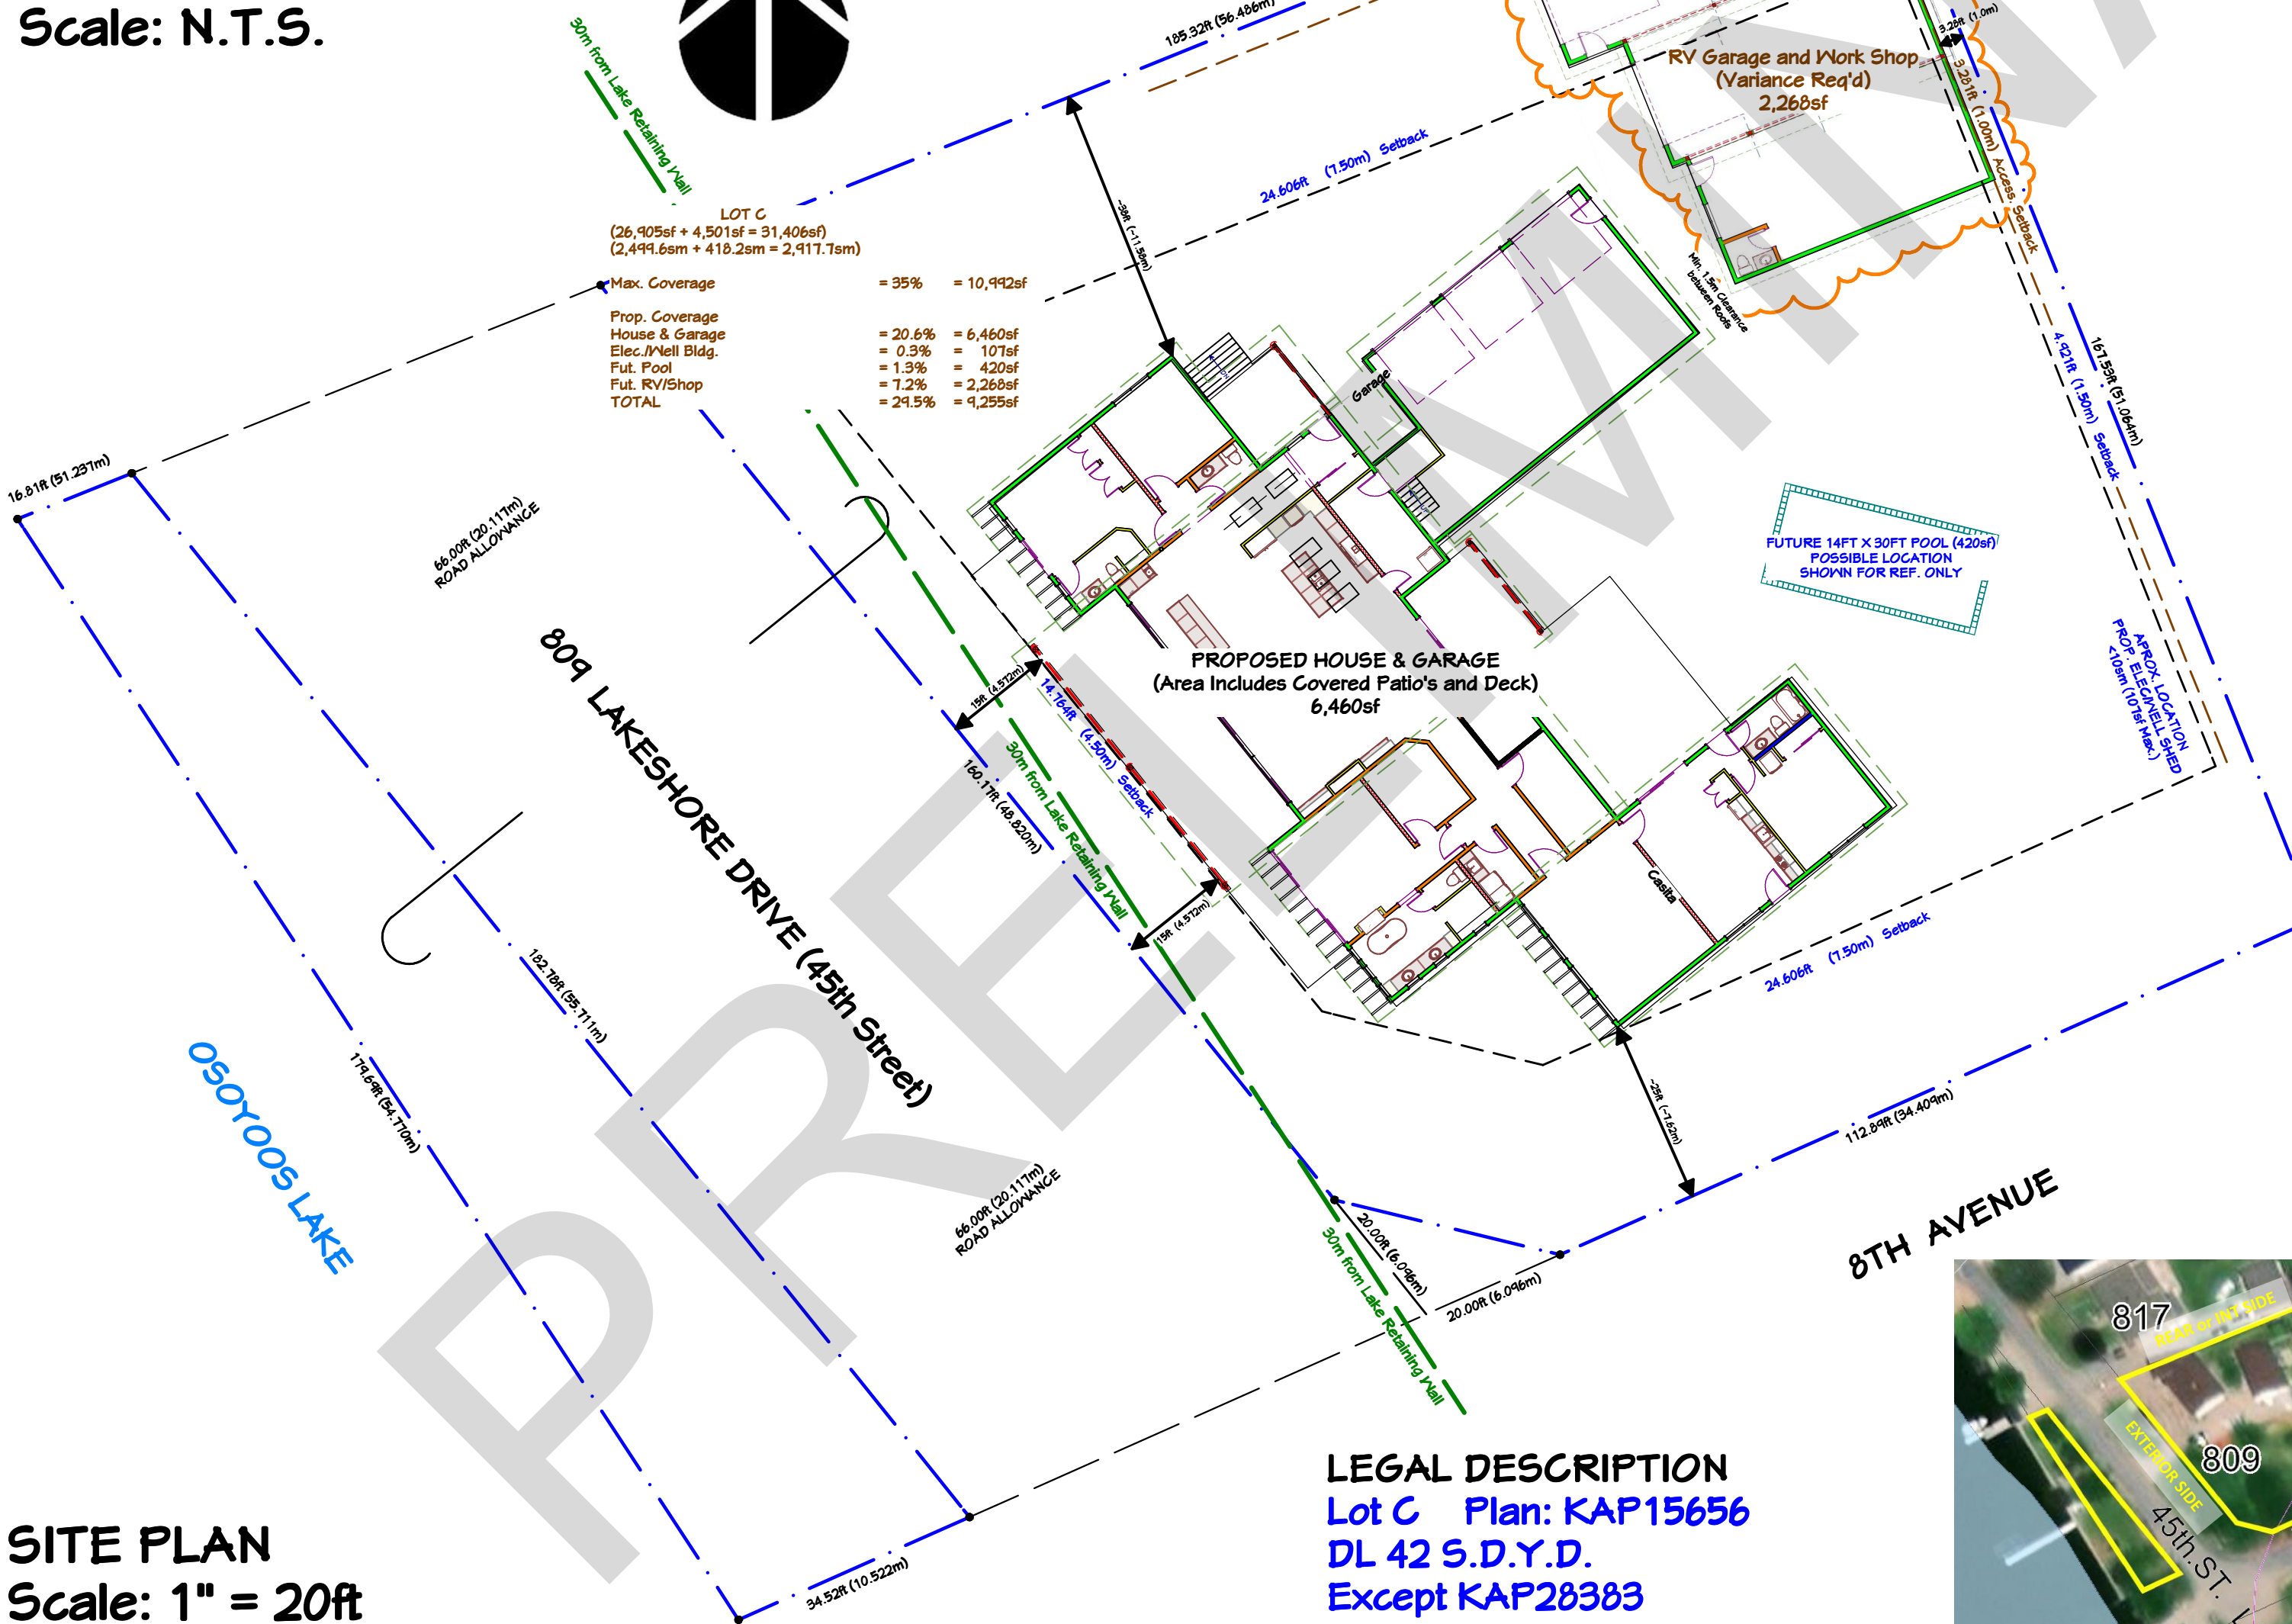 Scale: N.T.S.
30m from Lake Retaining Wall
185.32ft (56.486m)
RV Garage and Work Shop
(Variance Req'd)
2,268sf
3.28ft (1.0m)
3.281ft (1.00m) Access. Setback
24.606ft (7.50m) Setback
~38ft (~11.58m)
LOT C
(26,905sf + 4,501sf = 31,406sf)
(2,499.6sm + 418.2sm = 2,917.7sm)
Max. Coverage = 35% = 10,992sf
Prop. Coverage
House & Garage = 20.6% = 6,460sf
Elec./Well Bldg. = 0.3% = 107sf
Fut. Pool = 1.3% = 420sf
Fut. RV/Shop = 7.2% = 2,268sf
TOTAL = 29.5% = 9,255sf
Min. 1.5m Clearance
between Roofs
Garage
167.53ft (51.064m)
4.921ft (1.50m) Setback
16.81ft (51.237m)
66.00ft (20.117m)
ROAD ALLOWANCE
FUTURE 14FT X 30FT POOL (420sf)
POSSIBLE LOCATION
SHOWN FOR REF. ONLY
APROX. LOCATION
PROP. ELEC/WELL SHED
<10sm (107sf Max.)
PROPOSED HOUSE & GARAGE
(Area Includes Covered Patio's and Deck)
6,460sf
15ft (4.572m)
14.764ft (4.50m) Setback
809 LAKESHORE DRIVE (45th Street)
160.17ft (48.820m)
30m from Lake Retaining Wall
15ft (4.572m)
Casita
24.606ft (7.50m) Setback
182.78ft (55.711m)
179.69ft (54.770m)
OSOYOOS LAKE
~25ft (~7.62m)
112.89ft (34.409m)
8TH AVENUE
66.00ft (20.117m)
ROAD ALLOWANCE
20.00ft (6.096m)
20.00ft (6.096m)
30m from Lake Retaining Wall
34.52ft (10.522m)
SITE PLAN
Scale: 1" = 20ft
LEGAL DESCRIPTION
Lot C Plan: KAP15656
DL 42 S.D.Y.D.
Except KAP28383
817
REAR or INT SIDE
EXTERIOR SIDE
809
45th ST